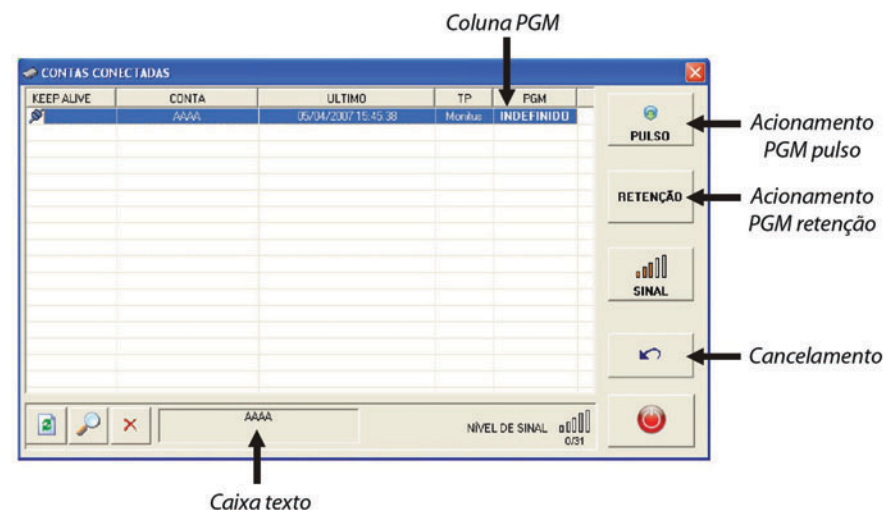 Coluna PGM
CONTAS CONECTADAS
KEEP ALIVE CONTA ULTIMO TP PGM
AAAA 05/04/2007 15:45:38 Monitus INDEFINIDO
PULSO
Acionamento
PGM pulso
RETENÇÃO
Acionamento
PGM retenção
SINAL
Cancelamento
AAAA
NÍVEL DE SINAL
0/31
Caixa texto